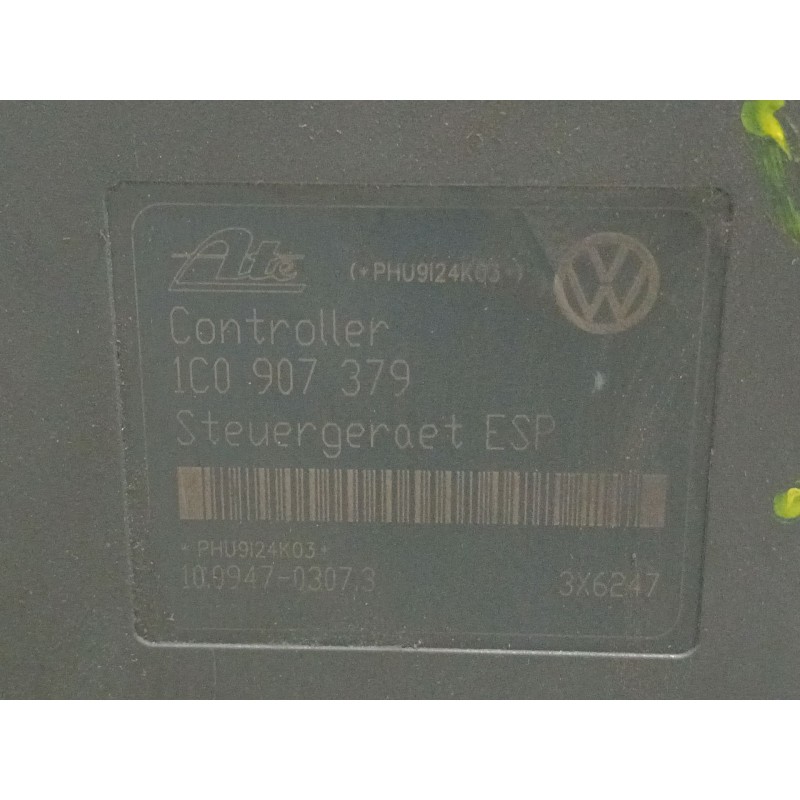 Ate (*PHU9I24K03*)
Controller
1C0 907 379
Steuergeraet ESP
*PHU9I24K03*
10.0947-0307.3 3X6247